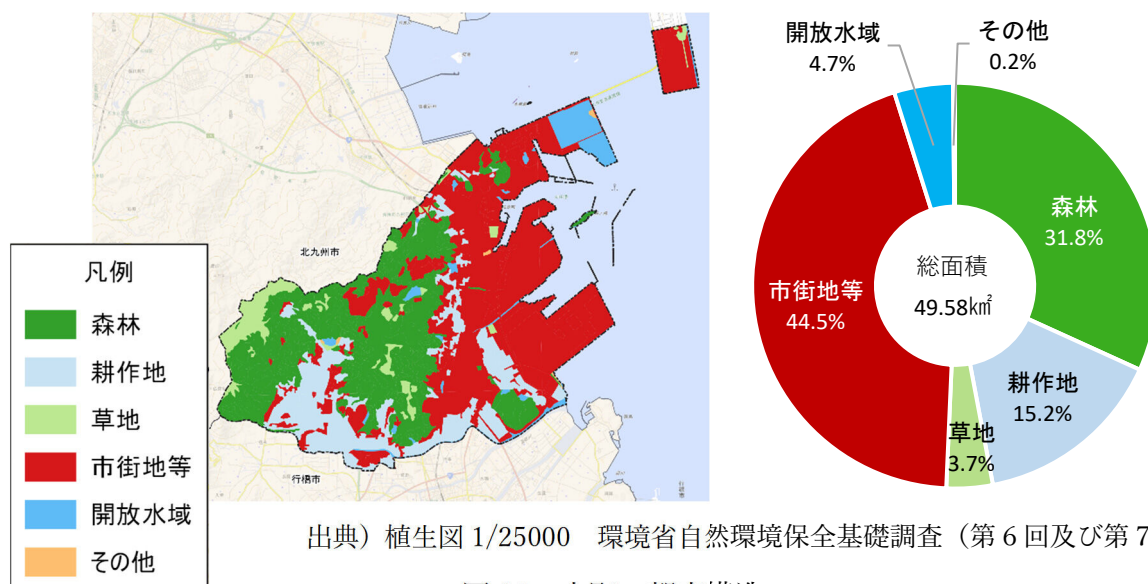 北九州市
行橋市
凡例
森林
耕作地
草地
市街地等
開放水域
その他
開放水域
4.7%
その他
0.2%
森林
31.8%
総面積
49.58㎢
市街地等
44.5%
耕作地
15.2%
草地
3.7%
出典）植生図 1/25000　環境省自然環境保全基礎調査（第 6 回及び第 7